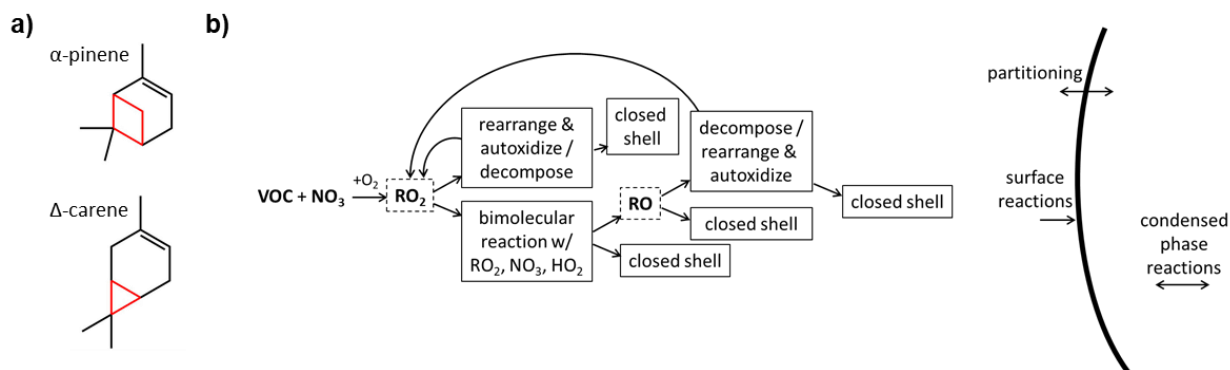 a)
α-pinene
Δ-carene
b)
VOC + NO₃
+O₂
RO₂
rearrange &
autoxidize /
decompose
closed
shell
bimolecular
reaction w/
RO₂, NO₃, HO₂
RO
closed shell
decompose /
rearrange &
autoxidize
closed shell
closed shell
partitioning
surface
reactions
condensed
phase
reactions